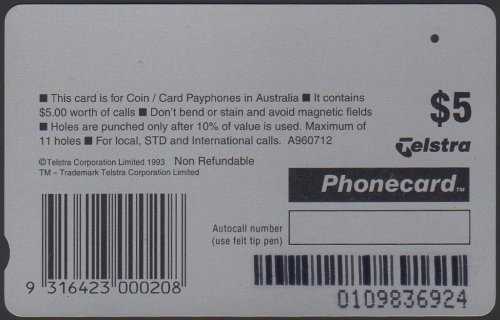 ■ This card is for Coin / Card Payphones in Australia ■ It contains
$5.00 worth of calls ■ Don't bend or stain and avoid magnetic fields
■ Holes are punched only after 10% of value is used. Maximum of
11 holes ■ For local, STD and International calls. A960712
©Telstra Corporation Limited 1993 Non Refundable
TM – Trademark Telstra Corporation Limited
$5
Telstra
Phonecard™
Autocall number
(use felt tip pen)
9 316423 000208
0109836924